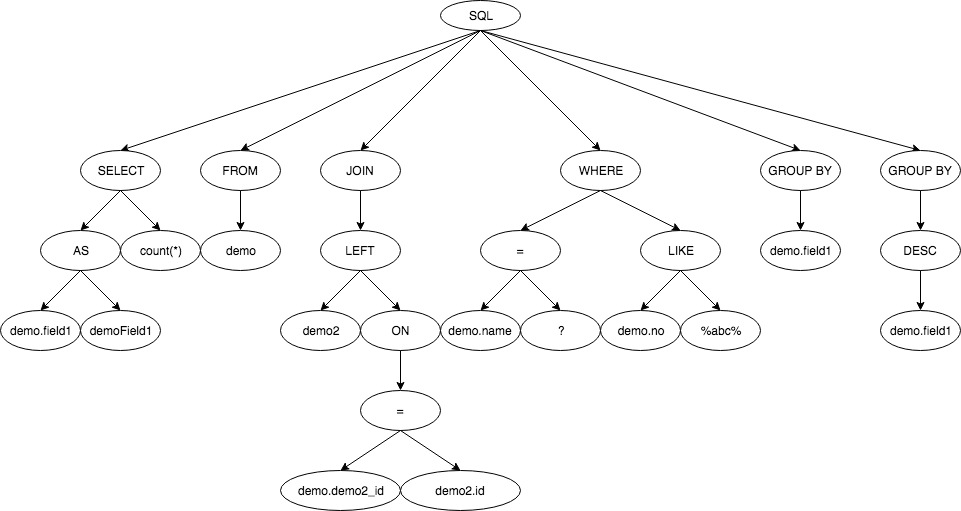 SQL
SELECT
FROM
JOIN
WHERE
GROUP BY
GROUP BY
AS
count(*)
demo
LEFT
=
LIKE
demo.field1
DESC
demo.field1
demoField1
demo2
ON
demo.name
?
demo.no
%abc%
demo.field1
=
demo.demo2_id
demo2.id